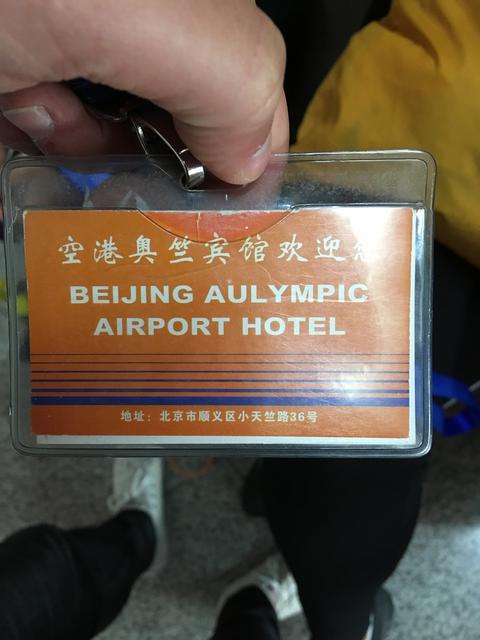 空港奥竺宾馆欢迎您
BEIJING AULYMPIC
AIRPORT HOTEL
地址：北京市顺义区小天竺路36号